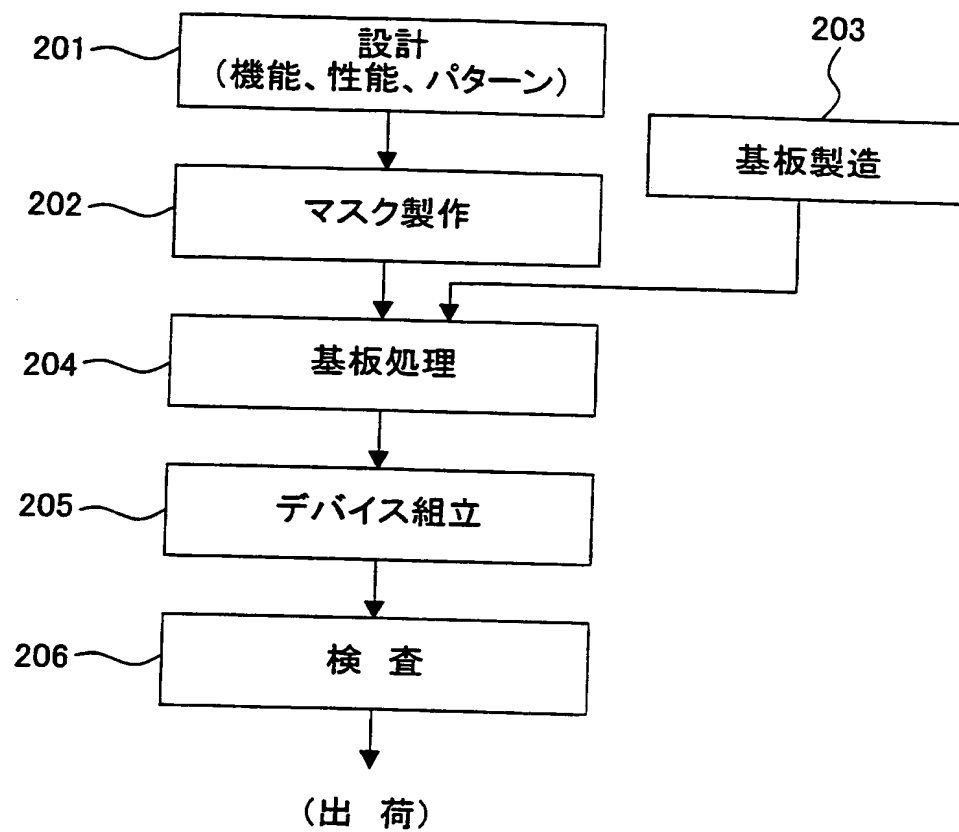 201
設計
（機能、性能、パターン）
203
基板製造
202
マスク製作
204
基板処理
205
デバイス組立
206
検 査
（出 荷）